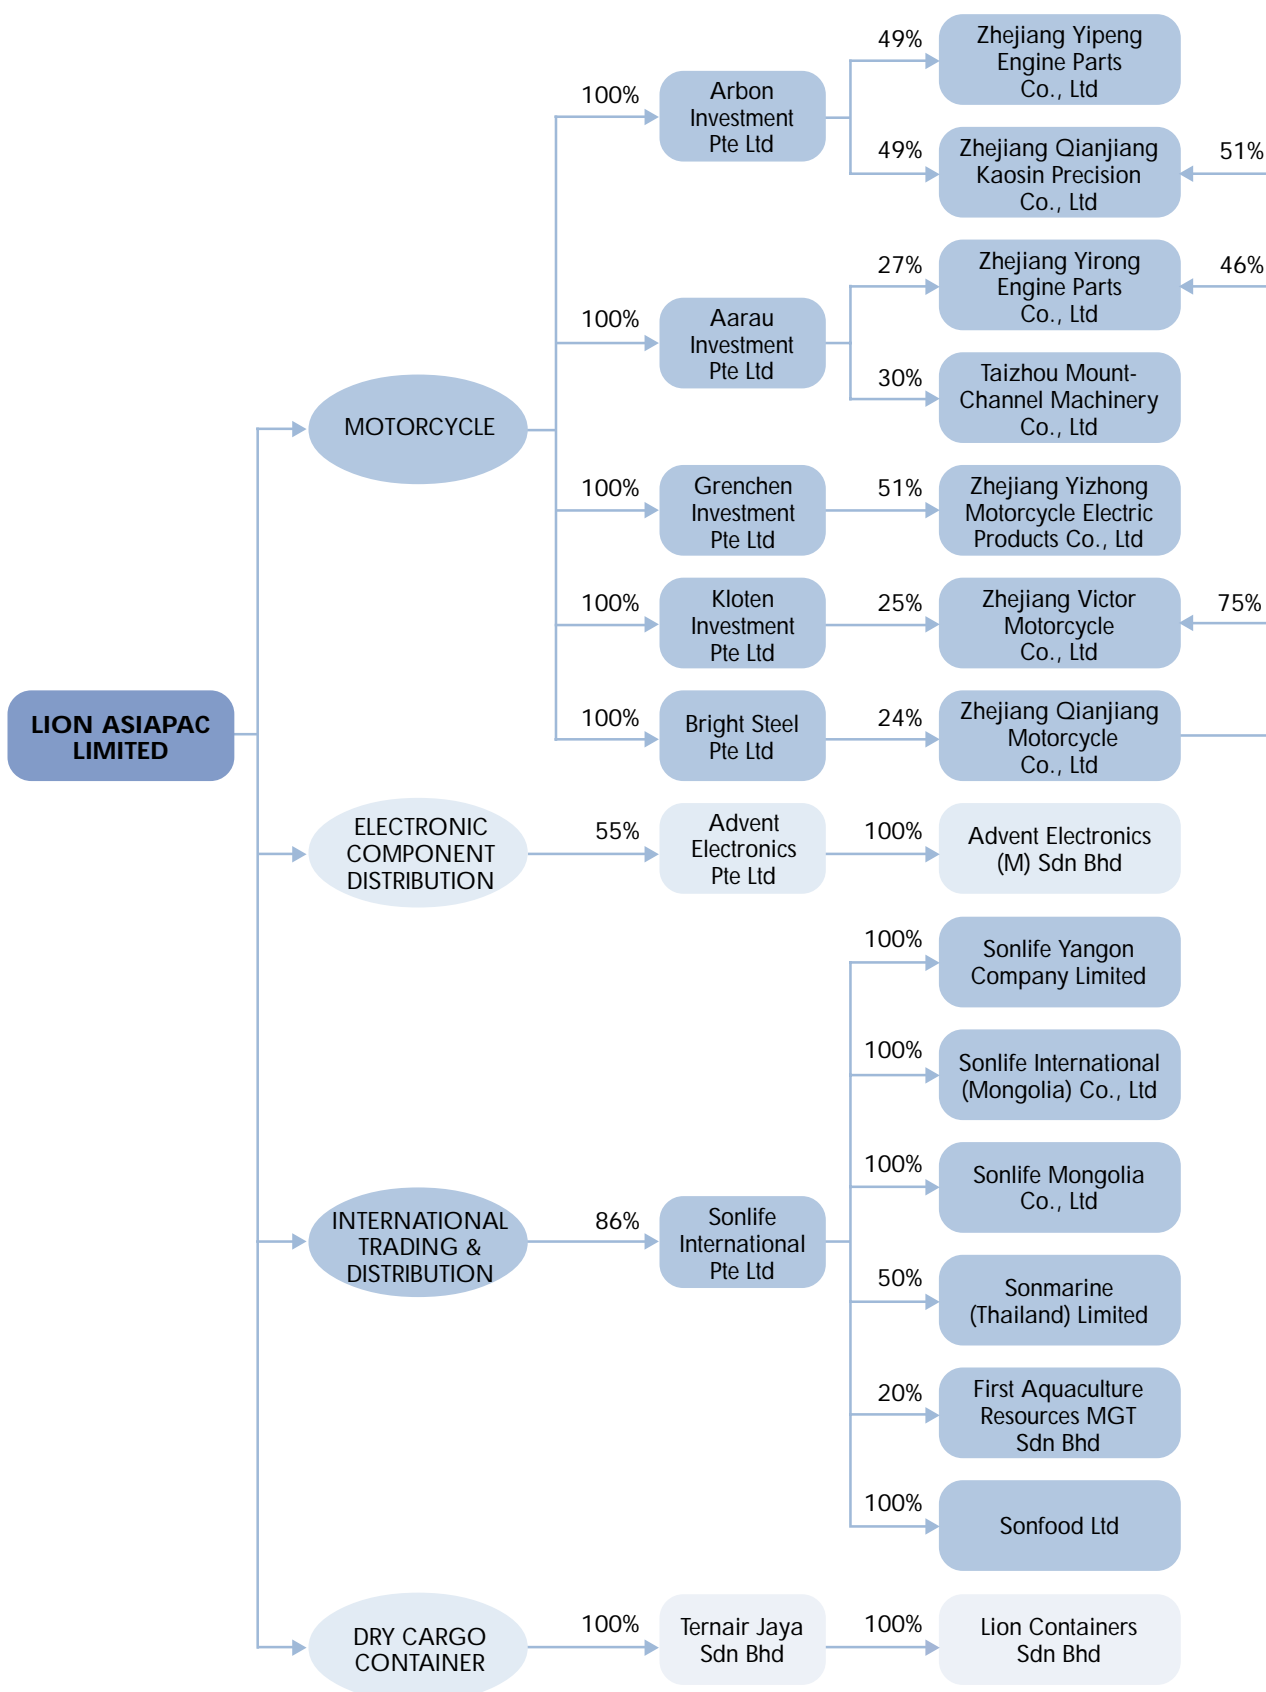 49%
Zhejiang Yipeng
Engine Parts
Co., Ltd
100%
Arbon
Investment
Pte Ltd
49%
Zhejiang Qianjiang
Kaosin Precision
Co., Ltd
51%
27%
Zhejiang Yirong
Engine Parts
Co., Ltd
46%
100%
Aarau
Investment
Pte Ltd
30%
Taizhou Mount-
Channel Machinery
Co., Ltd
MOTORCYCLE
100%
Grenchen
Investment
Pte Ltd
51%
Zhejiang Yizhong
Motorcycle Electric
Products Co., Ltd
100%
Kloten
Investment
Pte Ltd
25%
Zhejiang Victor
Motorcycle
Co., Ltd
75%
LION ASIAPAC
LIMITED
100%
Bright Steel
Pte Ltd
24%
Zhejiang Qianjiang
Motorcycle
Co., Ltd
ELECTRONIC
COMPONENT
DISTRIBUTION
55%
Advent
Electronics
Pte Ltd
100%
Advent Electronics
(M) Sdn Bhd
100%
Sonlife Yangon
Company Limited
100%
Sonlife International
(Mongolia) Co., Ltd
100%
Sonlife Mongolia
Co., Ltd
INTERNATIONAL
TRADING &
DISTRIBUTION
86%
Sonlife
International
Pte Ltd
50%
Sonmarine
(Thailand) Limited
20%
First Aquaculture
Resources MGT
Sdn Bhd
100%
Sonfood Ltd
DRY CARGO
CONTAINER
100%
Ternair Jaya
Sdn Bhd
100%
Lion Containers
Sdn Bhd